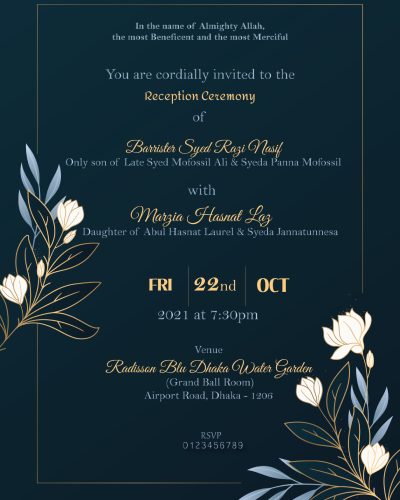 In the name of Almighty Allah,
the most Beneficent and the most Merciful
You are cordially invited to the
Reception Ceremony
of
Barrister Syed Razi Nasif
Only son of Late Syed Mofossil Ali & Syeda Panna Mofossil
with
Marzia Hasnat Laz
Daughter of Abul Hasnat Laurel & Syeda Jannatunnesa
FRI 22nd OCT
2021 at 7:30pm
Venue
Radisson Blu Dhaka Water Garden
(Grand Ball Room)
Airport Road, Dhaka - 1206
RSVP
0123456789